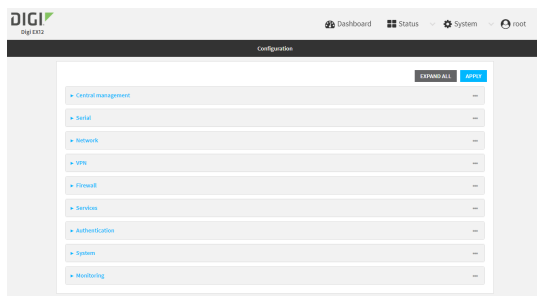 DIGI
Digi EX12
Dashboard Status System root
Configuration
EXPAND ALL APPLY
Central management
Serial
Network
VPN
Firewall
Services
Authentication
System
Monitoring